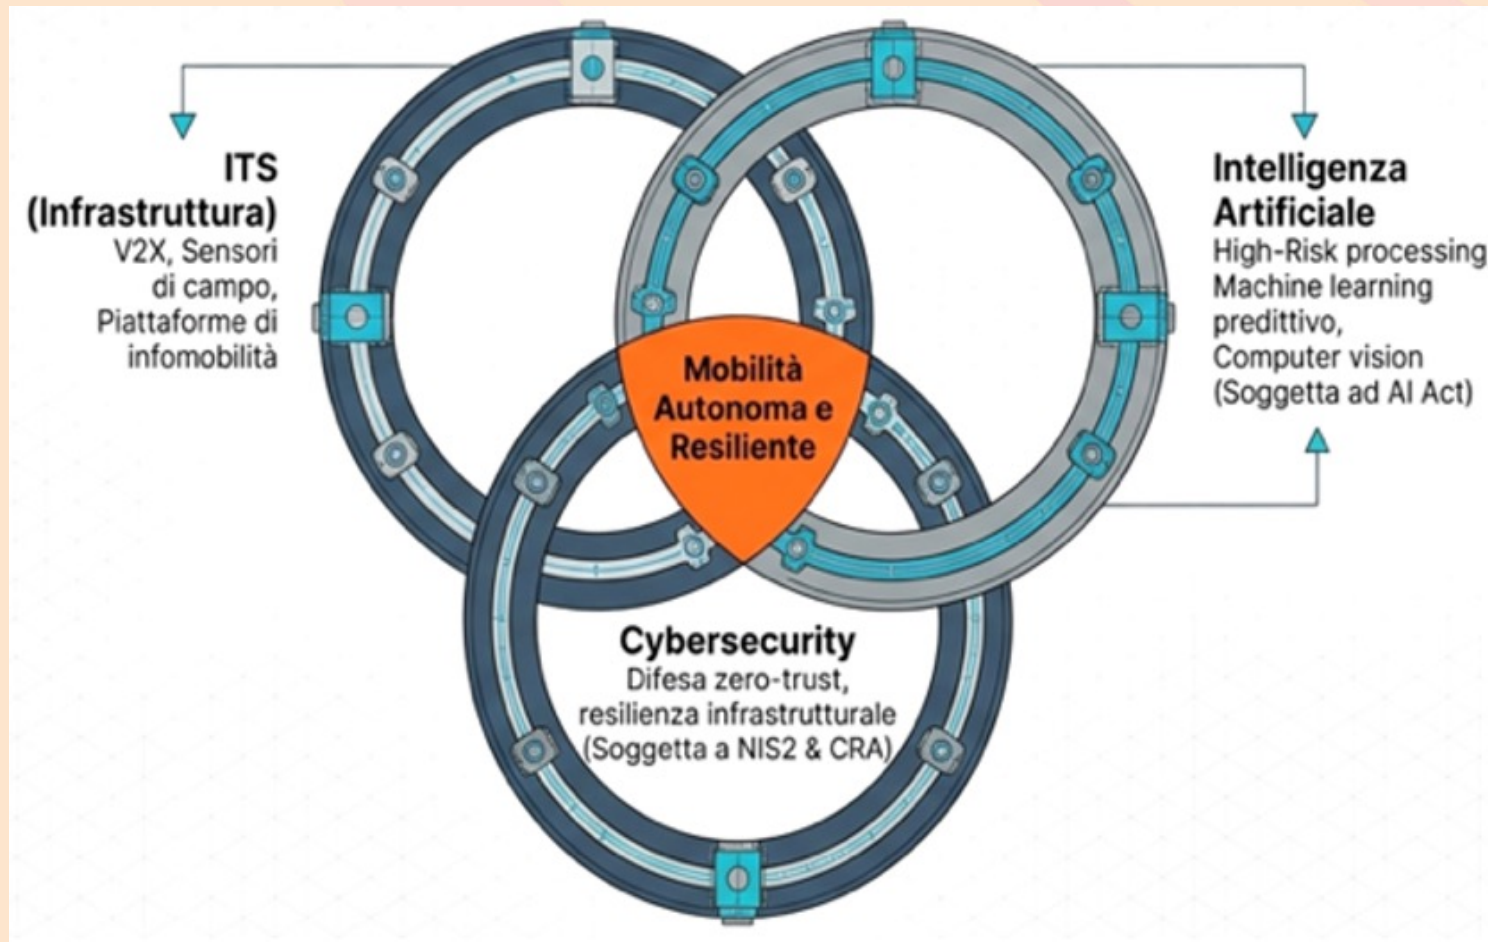 ITS
(Infrastruttura)
V2X, Sensori
di campo,
Piattaforme di
infomobilità
Intelligenza
Artificiale
High-Risk processing
Machine learning
predittivo,
Computer vision
(Soggetta ad AI Act)
Mobilità
Autonoma e
Resiliente
Cybersecurity
Difesa zero-trust,
resilienza infrastrutturale
(Soggetta a NIS2 & CRA)